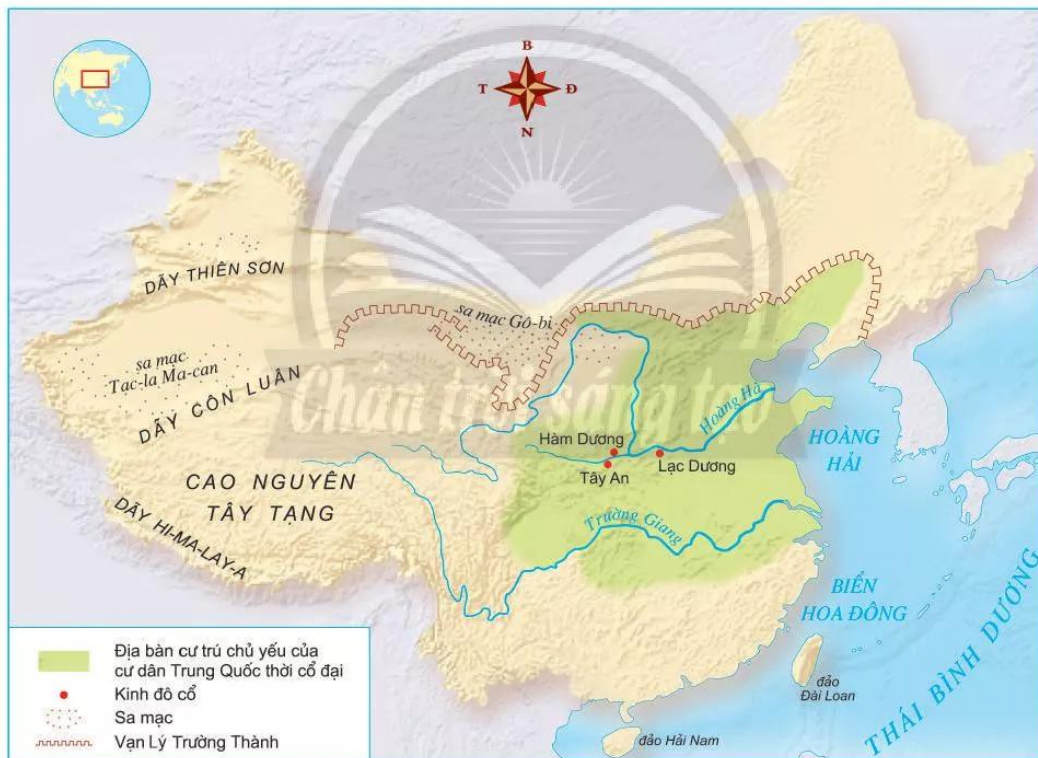 B
T
Đ
N
DÃY THIÊN SƠN
sa mạc Gô-bi
sa mạc
Tac-la Ma-can
DÃY CÔN LUÂN
Chân trời sáng tạo
Hoàng Hà
Hàm Dương
Lạc Dương
Tây An
HOÀNG
HẢI
CAO NGUYÊN
TÂY TẠNG
DÃY HI-MA-LAY-A
Trường Giang
BIỂN
HOA ĐÔNG
THÁI BÌNH DƯƠNG
đảo
Đài Loan
đảo Hải Nam
Địa bàn cư trú chủ yếu của
cư dân Trung Quốc thời cổ đại
Kinh đô cổ
Sa mạc
Vạn Lý Trường Thành